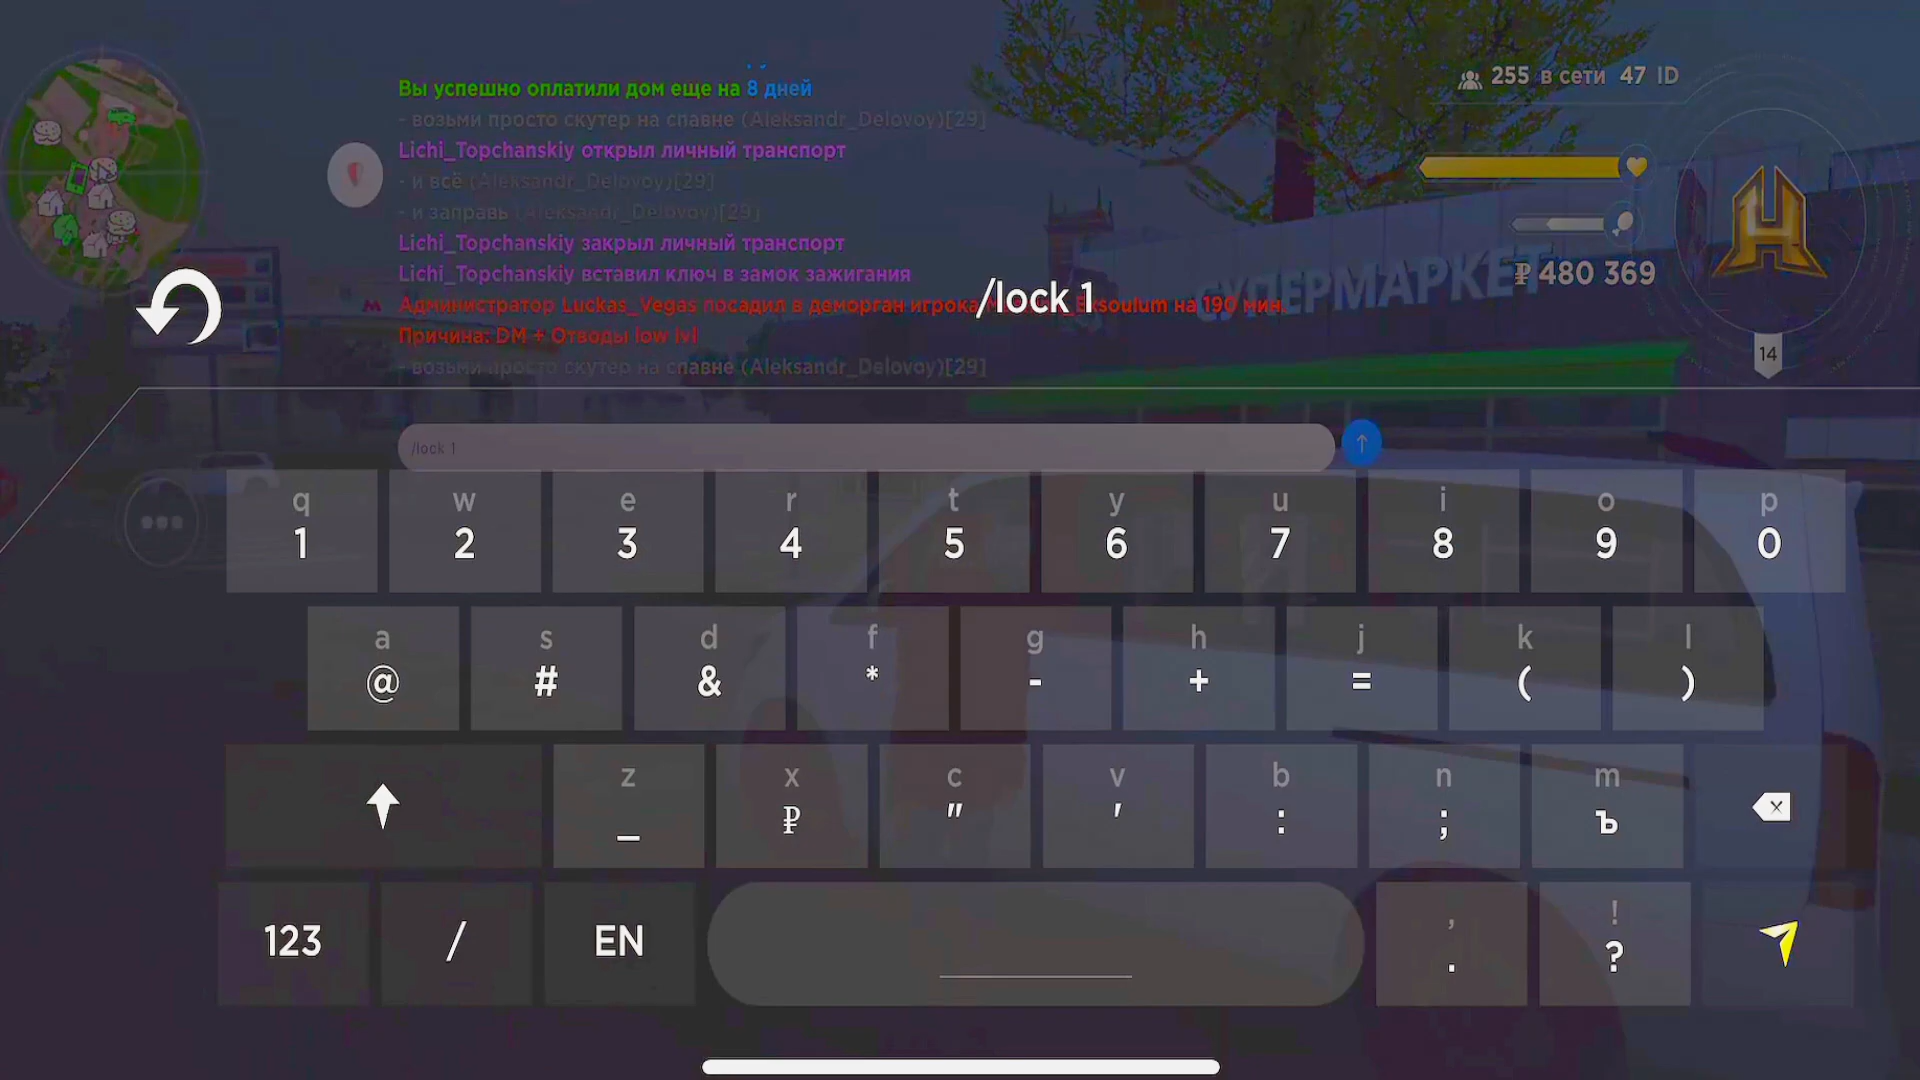 255 в сети 47 ID
Вы успешно оплатили дом еще на 8 дней
- возьми просто скутер на спавне (Aleksandr_Delovoy)[29]
Lichi_Topchanskiy открыл личный транспорт
- и всё (Aleksandr_Delovoy)[29]
- и заправь (Aleksandr_Delovoy)[29]
Lichi_Topchanskiy закрыл личный транспорт
Lichi_Topchanskiy вставил ключ в замок зажигания
СУПЕРМАРКЕТ
₽480 369
/lock 1
Администратор Luckas_Vegas посадил в деморган игрока на 190 мин.
Причина: DM + Отводы low lvl
14
- возьми просто скутер на спавне (Aleksandr_Delovoy)[29]
/lock 1
q w e r t y u i o p
1 2 3 4 5 6 7 8 9 0
a s d f g h j k l
@ # & * - + = ( )
z x c v b n m
_ ₽ " ' : ; ъ
, !
123 / EN . ?